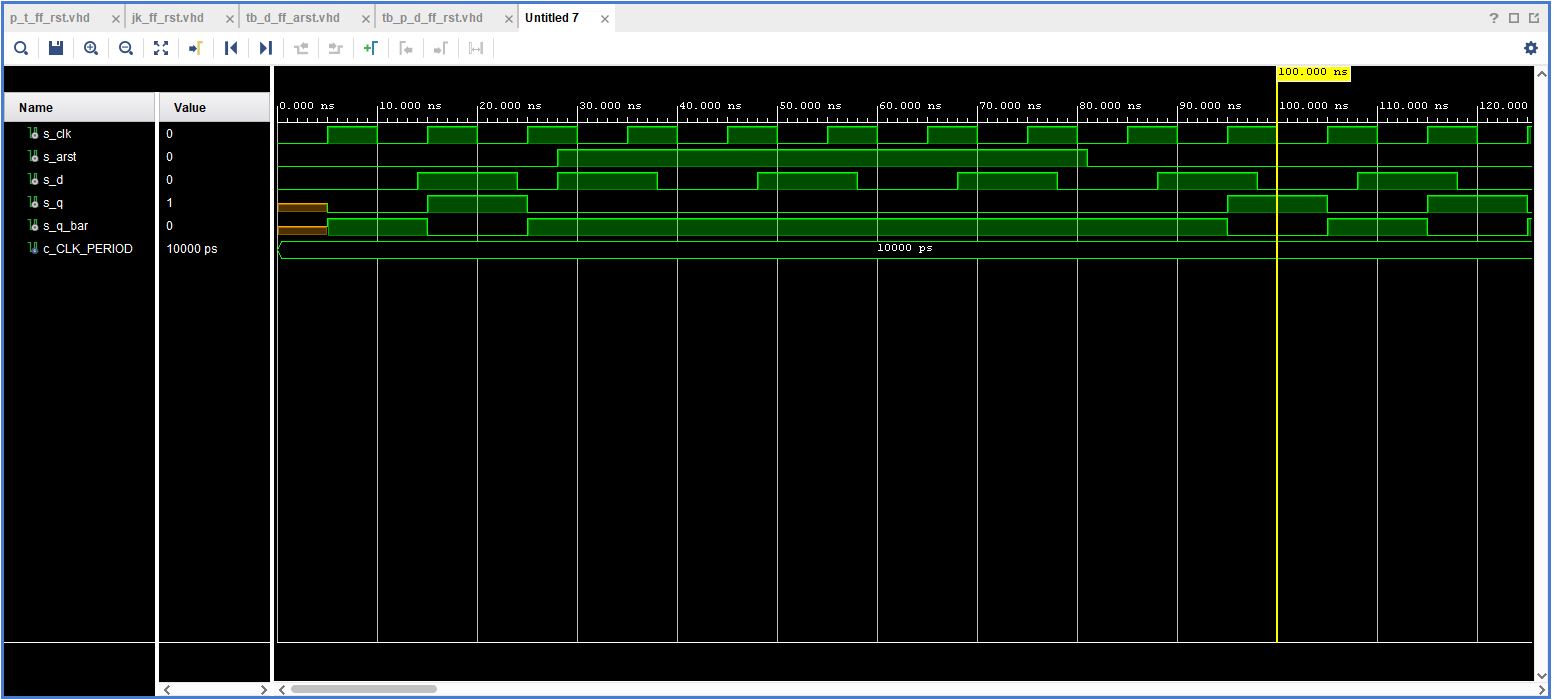 p_t_ff_rst.vhd jk_ff_rst.vhd tb_d_ff_arst.vhd tb_p_d_ff_rst.vhd Untitled 7
100.000 ns
Name Value
0.000 ns 10.000 ns 20.000 ns 30.000 ns 40.000 ns 50.000 ns 60.000 ns 70.000 ns 80.000 ns 90.000 ns 100.000 ns 110.000 ns 120.000
s_clk 0
s_arst 0
s_d 0
s_q 1
s_q_bar 0
c_CLK_PERIOD 10000 ps 10000 ps